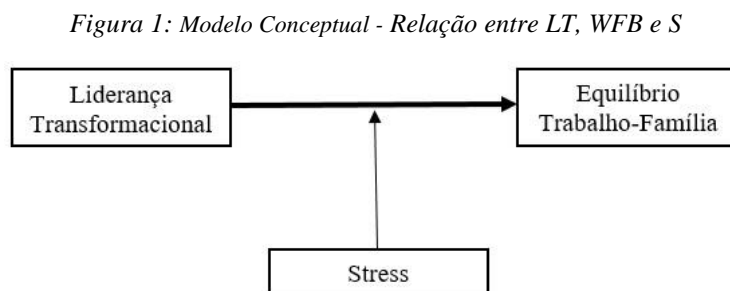 Figura 1: Modelo Conceptual - Relação entre LT, WFB e S
Liderança
Transformacional
Equilíbrio
Trabalho-Família
Stress